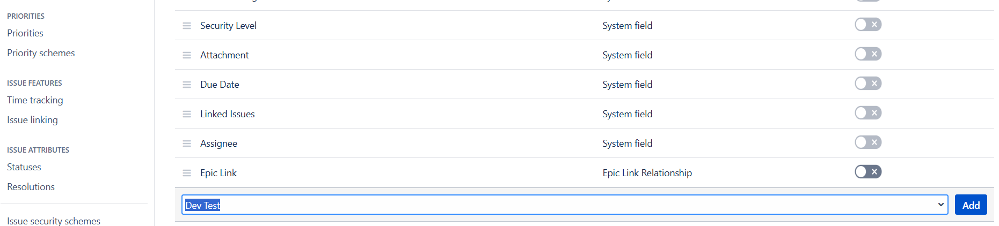 PRIORITIES
Priorities
Priority schemes
ISSUE FEATURES
Time tracking
Issue linking
ISSUE ATTRIBUTES
Statuses
Resolutions
Issue security schemes
Security Level System field
Attachment System field
Due Date System field
Linked Issues System field
Assignee System field
Epic Link Epic Link Relationship
Dev Test Add